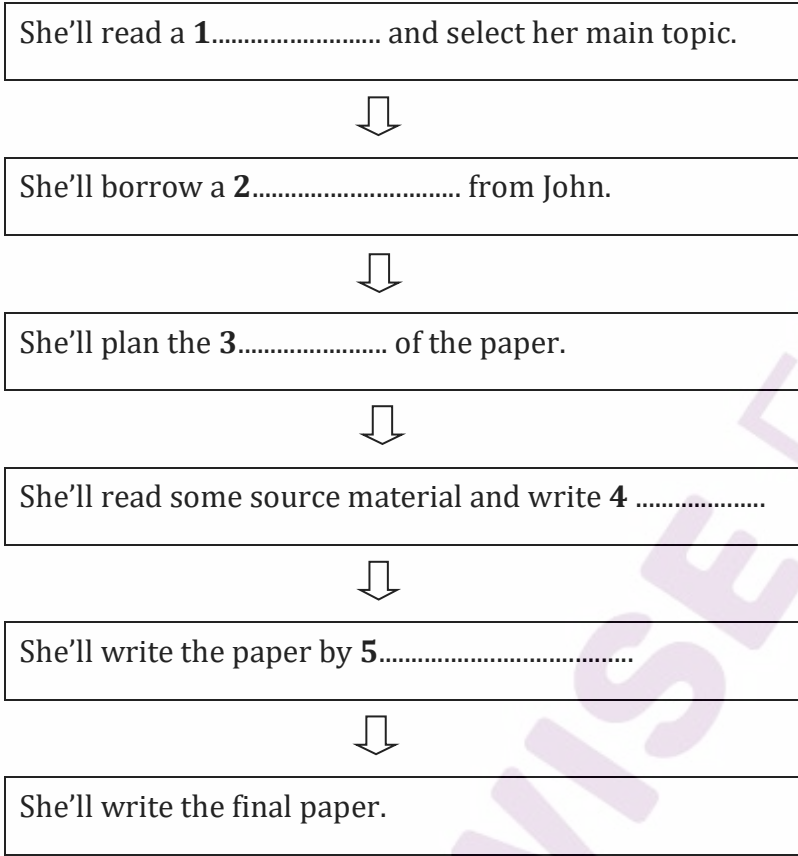 She’ll read a 1.......................... and select her main topic.
She’ll borrow a 2................................ from John.
She’ll plan the 3....................... of the paper.
She’ll read some source material and write 4 ....................
She’ll write the paper by 5.......................................
She’ll write the final paper.
WISE